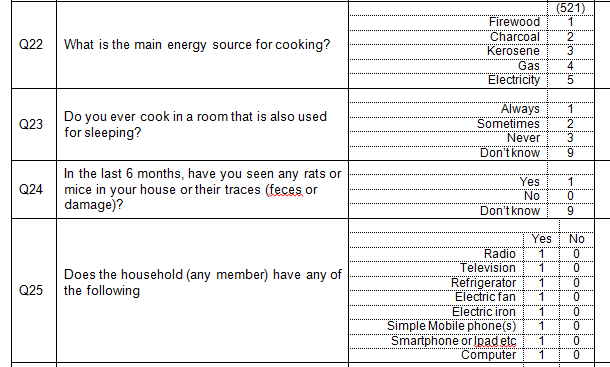 (521)
Q22 What is the main energy source for cooking?
Firewood 1
Charcoal 2
Kerosene 3
Gas 4
Electricity 5
Q23 Do you ever cook in a room that is also used
for sleeping?
Always 1
Sometimes 2
Never 3
Don't know 9
Q24 In the last 6 months, have you seen any rats or
mice in your house or their traces (feces or
damage)?
Yes 1
No 0
Don't know 9
Q25 Does the household (any member) have any of
the following
Yes No
Radio 1 0
Television 1 0
Refrigerator 1 0
Electric fan 1 0
Electric iron 1 0
Simple Mobile phone(s) 1 0
Smartphone or Ipad etc 1 0
Computer 1 0